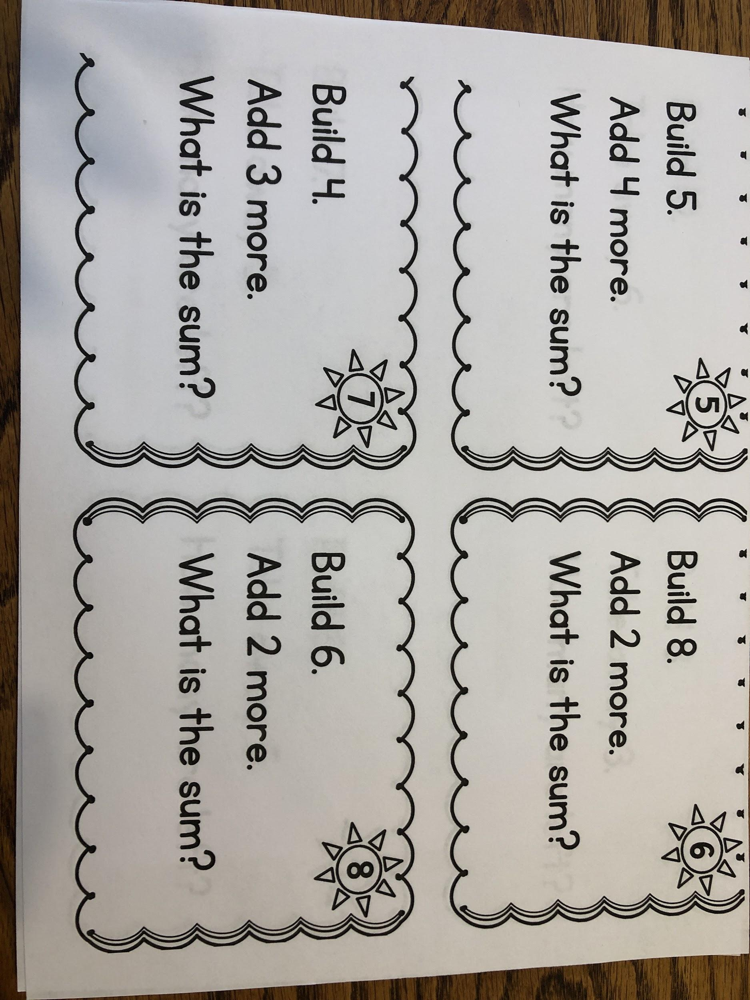 5
Build 5.
Add 4 more.
What is the sum?
6
Build 8.
Add 2 more.
What is the sum?
7
Build 4.
Add 3 more.
What is the sum?
8
Build 6.
Add 2 more.
What is the sum?